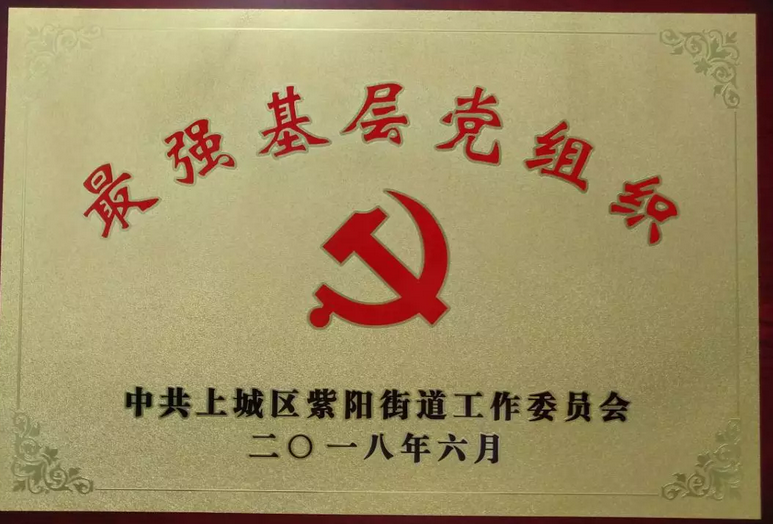 最强基层党组织
中共上城区紫阳街道工作委员会
二〇一八年六月